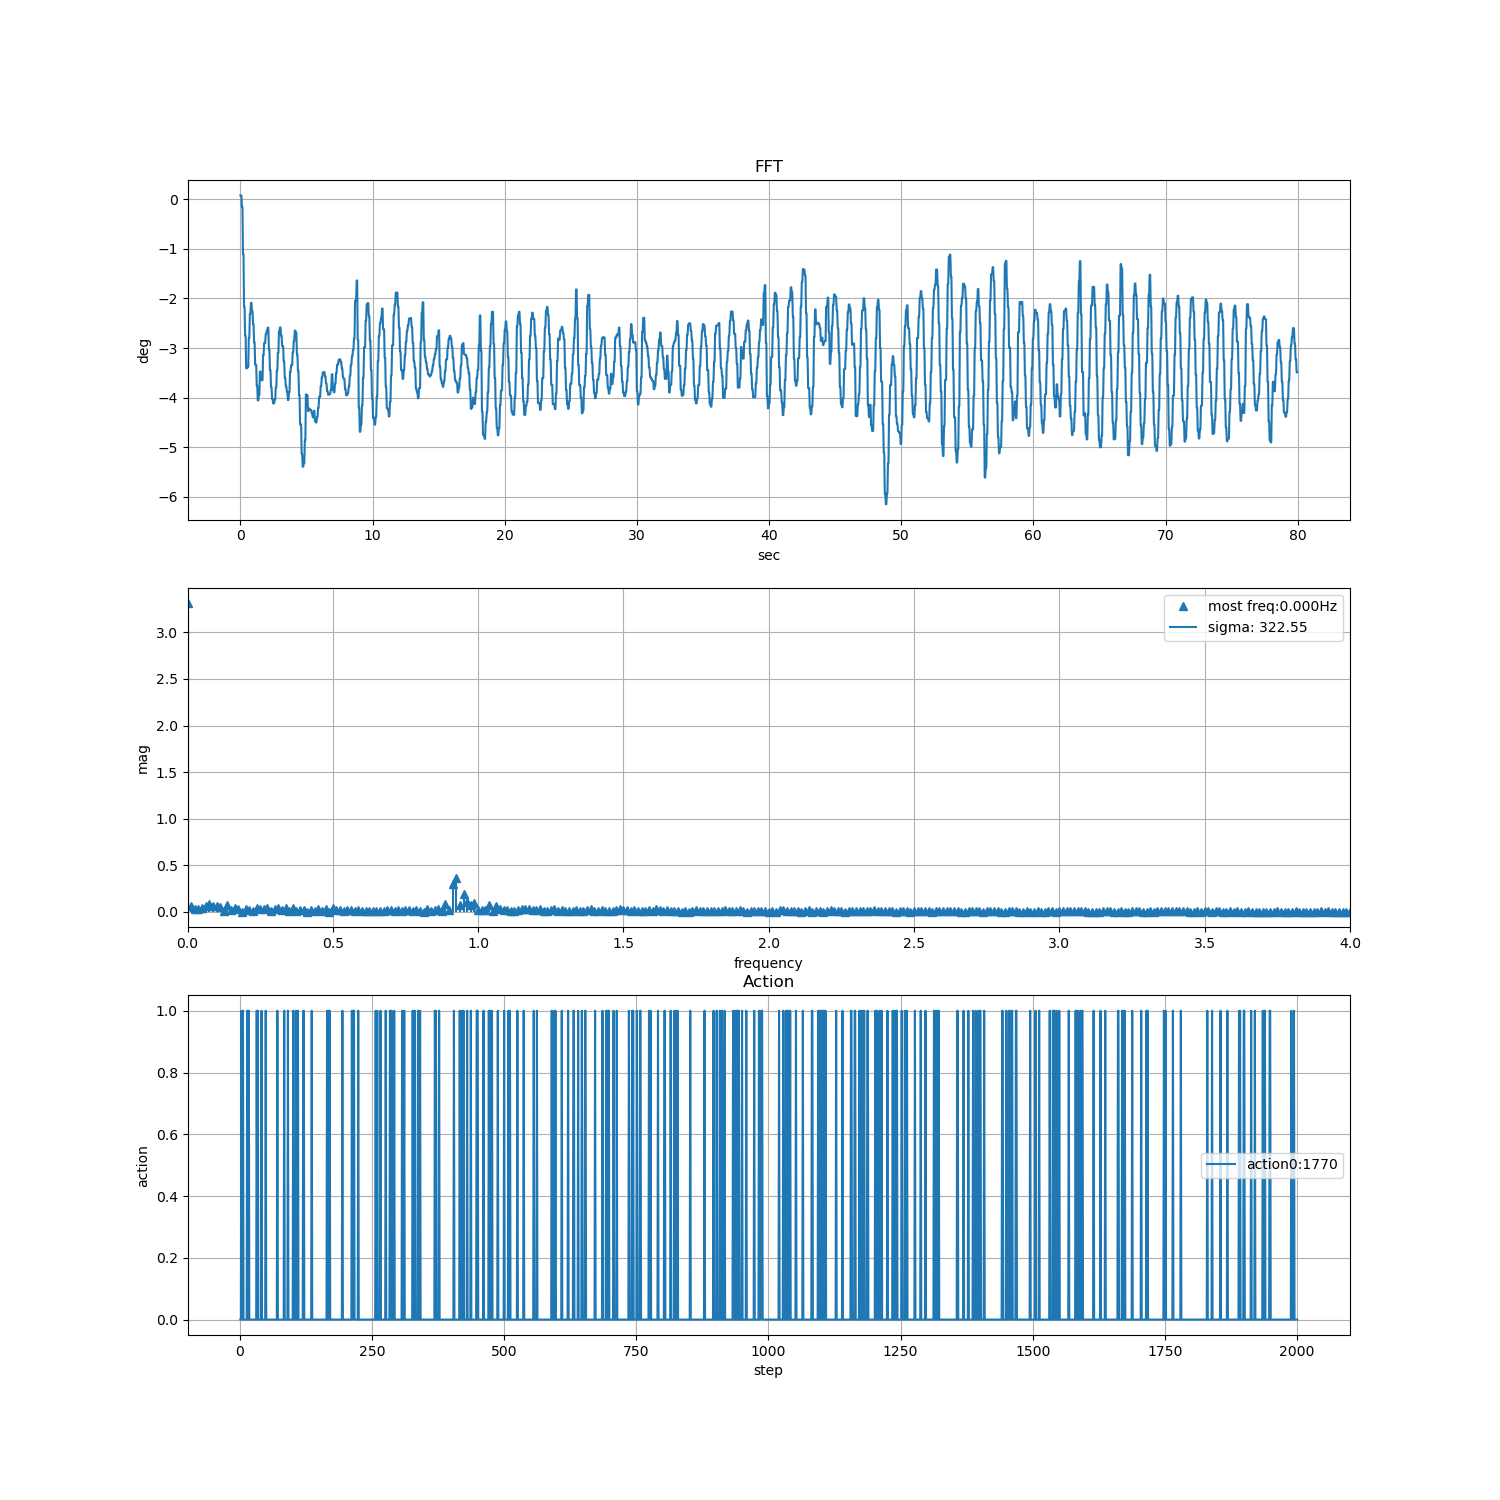 FFT
0
−1
−2
−3
−4
−5
−6
deg
0 10 20 30 40 50 60 70 80
sec
most freq:0.000Hz
sigma: 322.55
3.0
2.5
2.0
1.5
1.0
0.5
0.0
mag
0.0 0.5 1.0 1.5 2.0 2.5 3.0 3.5 4.0
frequency
Action
1.0
0.8
0.6
0.4
0.2
0.0
action
action0:1770
0 250 500 750 1000 1250 1500 1750 2000
step